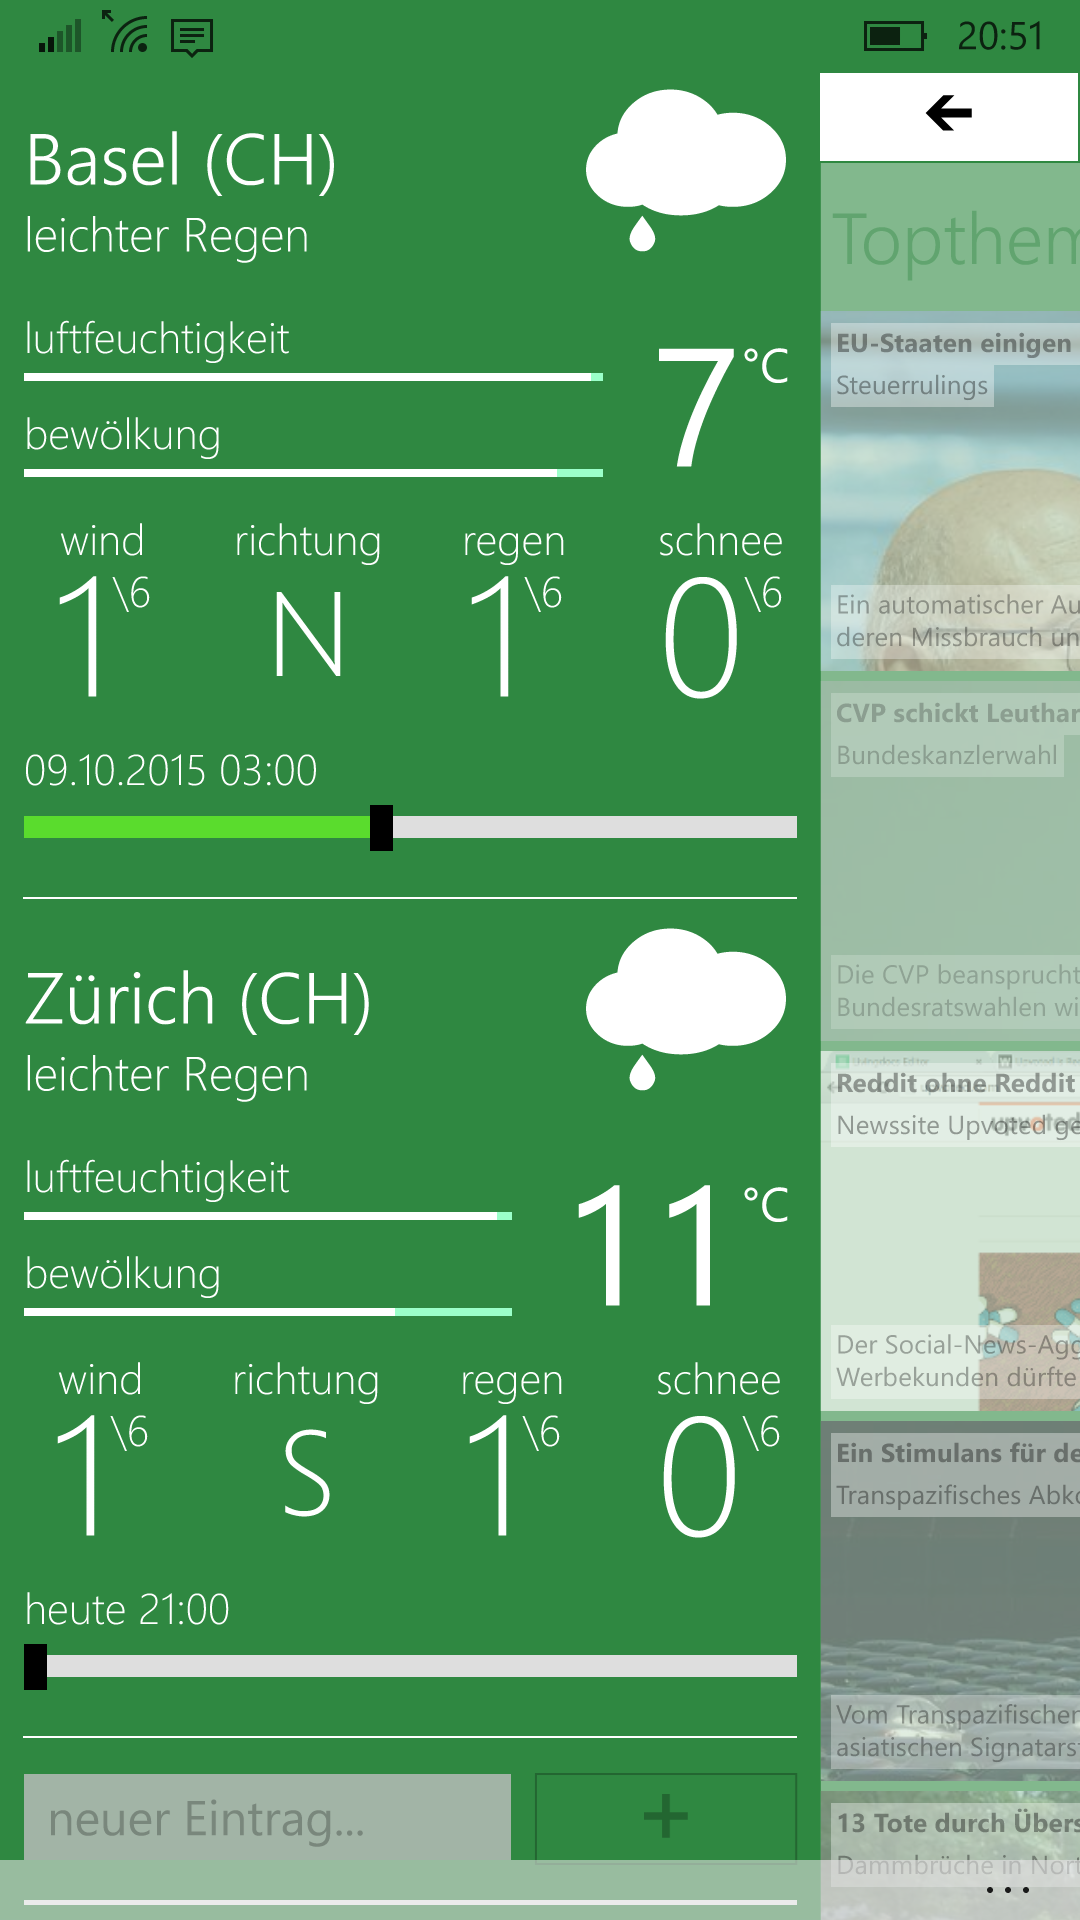 20:51
Basel (CH)
leichter Regen
luftfeuchtigkeit
7 °C
bewölkung
wind richtung regen schnee
1\6 N 1\6 0\6
09.10.2015 03:00
Zürich (CH)
leichter Regen
luftfeuchtigkeit
11 °C
bewölkung
wind richtung regen schnee
1\6 S 1\6 0\6
heute 21:00
neuer Eintrag...
+
Topthem
EU-Staaten einigen
Steuerrulings
Ein automatischer Au
deren Missbrauch un
CVP schickt Leuthar
Bundeskanzlerwahl
Die CVP beansprucht
Bundesratswahlen wi
Reddit ohne Reddit
Newssite Upvoted ge
Der Social-News-Agg
Werbekunden dürfte
Ein Stimulans für de
Transpazifisches Abko
Vom Transpazifischen
asiatischen Signatarst
13 Tote durch Übers
Dammbrüche in Nort
...